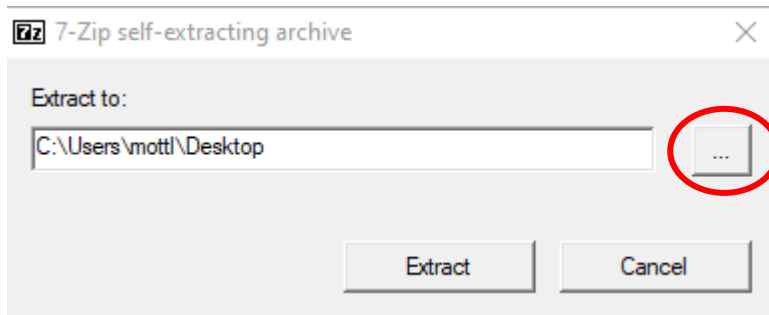 7z 7-Zip self-extracting archive
Extract to:
C:\Users\mottl\Desktop
...
Extract Cancel